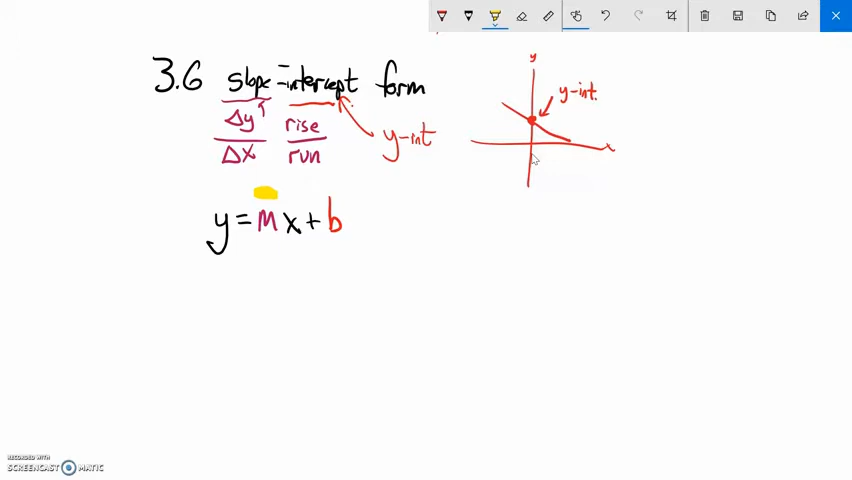 3.6 slope-intercept form
Δy rise
Δx run
y-int
y
y-int.
x
y = mx + b
RECORDED WITH
SCREENCAST MATIC